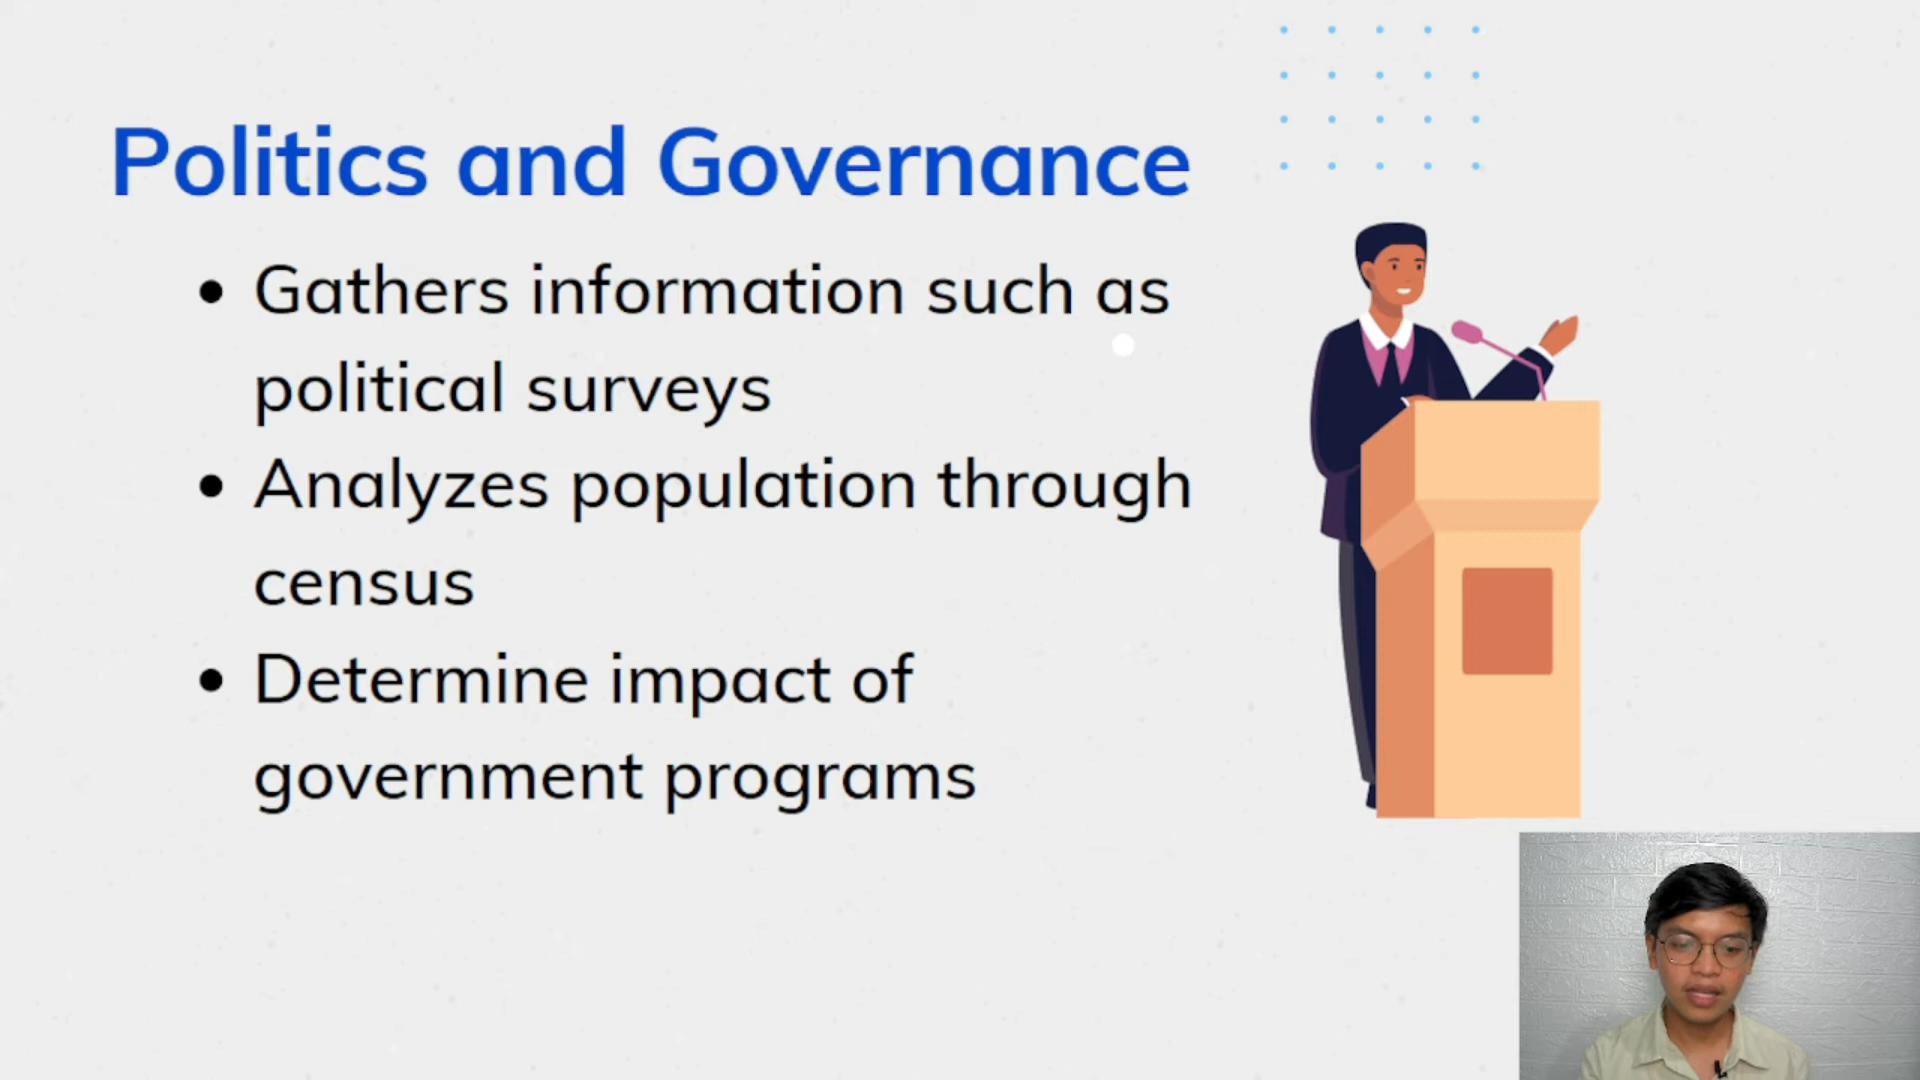 Politics and Governance
• Gathers information such as
political surveys
• Analyzes population through
census
• Determine impact of
government programs